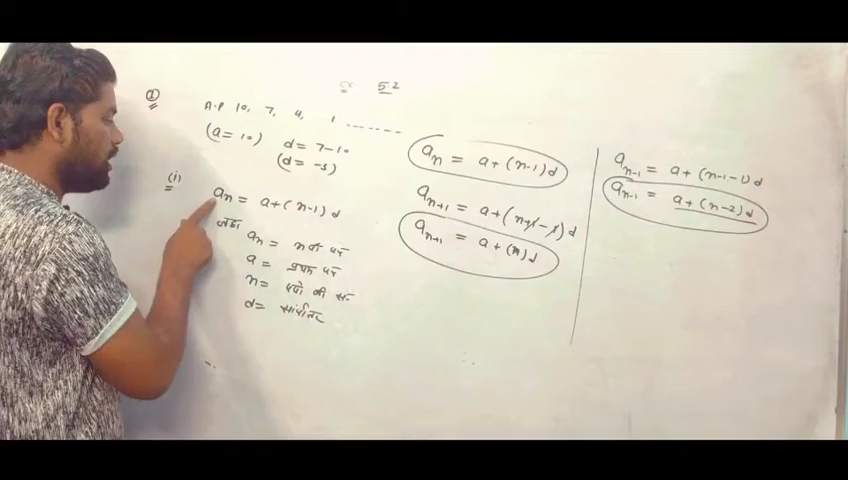 Ex 5.2
①
A.P 10, 7, 4, 1 .......
(a = 10) d = 7-10
(d = -3)
(i)
an = a + (n-1)d
जहाँ
an = nवाँ पद
a = प्रथम पद
n = पदों की सं०
d = सार्वान्तर
an = a + (n-1)d
an+1 = a + (n+1-1)d
an+1 = a + (n)d
an-1 = a + (n-1-1)d
an-1 = a + (n-2)d